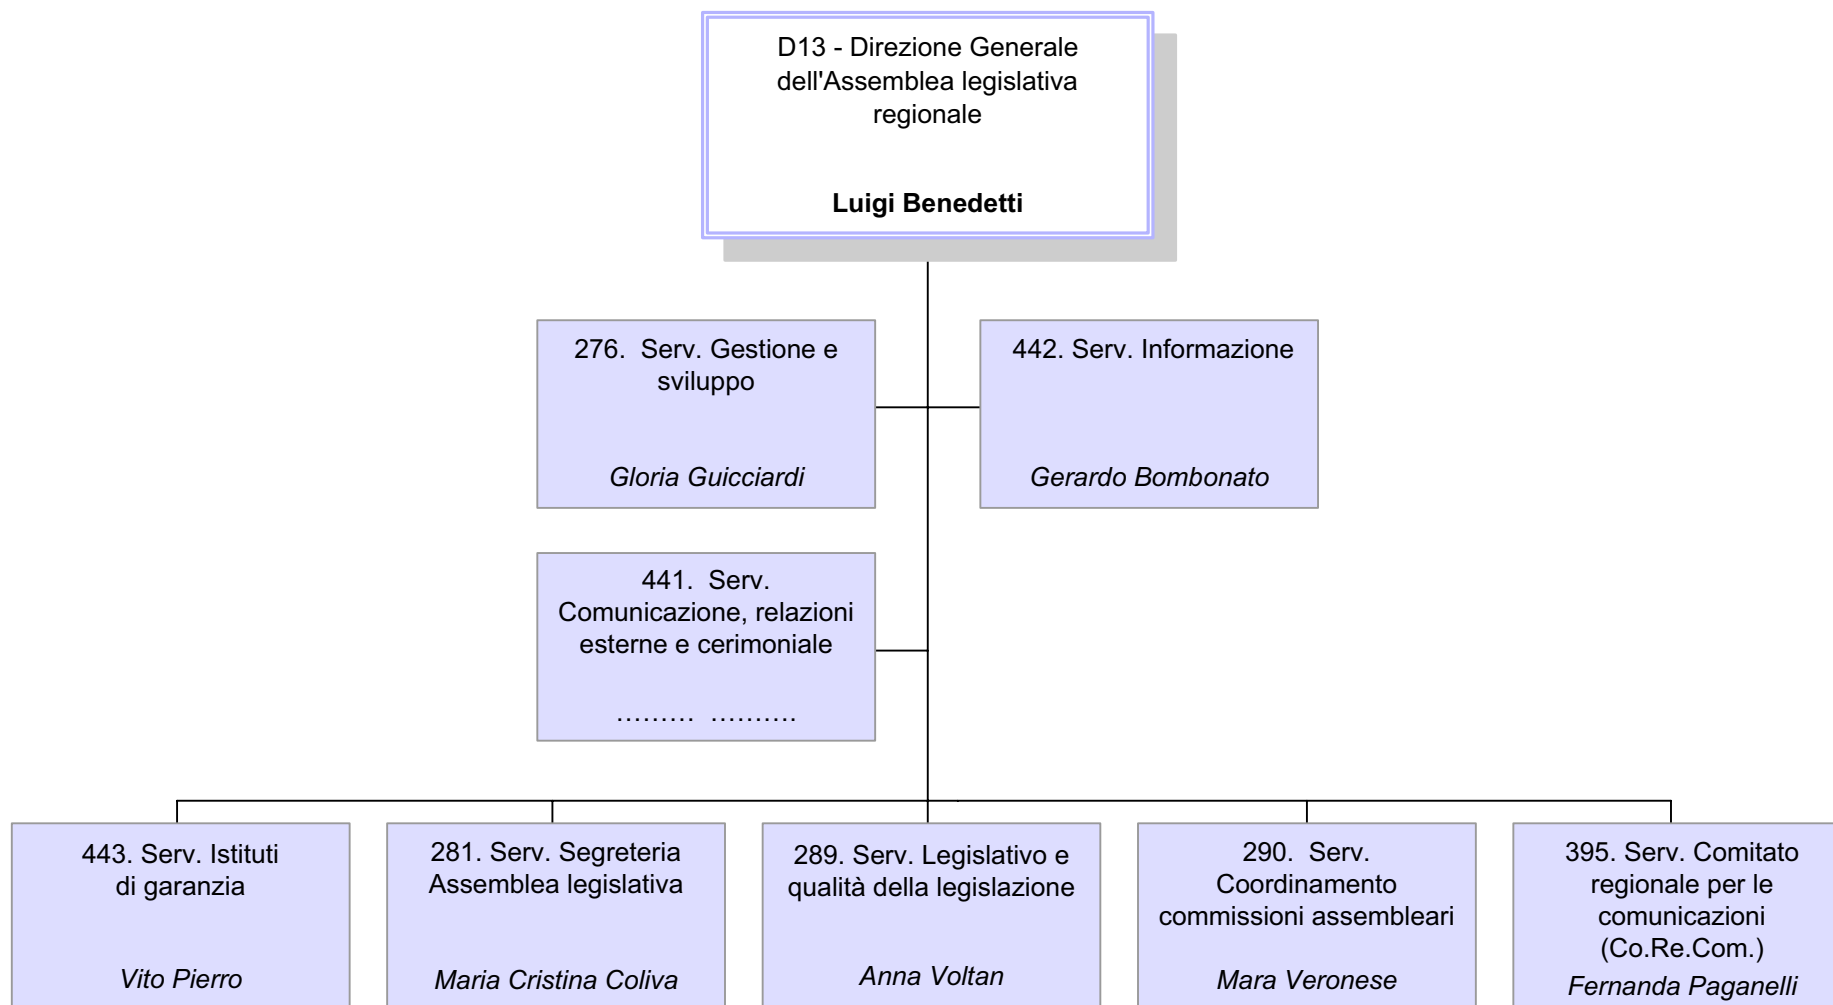 D13 - Direzione Generale
dell'Assemblea legislativa
regionale
Luigi Benedetti
276. Serv. Gestione e
sviluppo
Gloria Guicciardi
442. Serv. Informazione
Gerardo Bombonato
441. Serv.
Comunicazione, relazioni
esterne e cerimoniale
……… ……….
443. Serv. Istituti
di garanzia
Vito Pierro
281. Serv. Segreteria
Assemblea legislativa
Maria Cristina Coliva
289. Serv. Legislativo e
qualità della legislazione
Anna Voltan
290. Serv.
Coordinamento
commissioni assembleari
Mara Veronese
395. Serv. Comitato
regionale per le
comunicazioni
(Co.Re.Com.)
Fernanda Paganelli